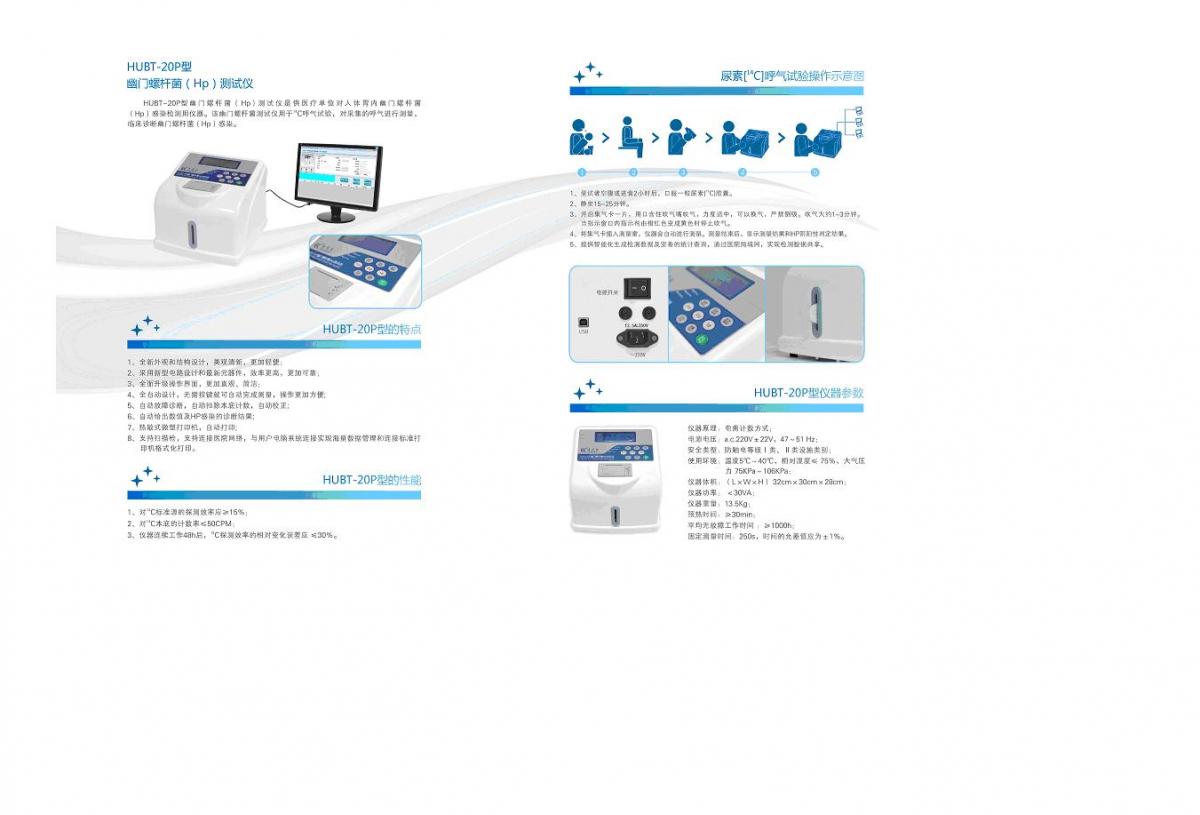 HUBT-20P型
幽门螺杆菌（Hp）测试仪
HUBT-20P型幽门螺杆菌（Hp）测试仪是供医疗单位对人体胃内幽门螺杆菌
（Hp）感染检测用仪器。该幽门螺杆菌测试仪用于¹⁴C呼气试验，对采集的呼气进行测量，
临床诊断幽门螺杆菌（Hp）感染。
HUBT-20P型的特点
1、全新外观和结构设计，美观清新，更加轻便；
2、采用新型电路设计和最新元器件，效率更高，更加可靠；
3、全面升级操作界面，更加直观、简洁；
4、全自动设计，无需按键就可自动完成测量，操作更加方便；
5、自动故障诊断，自动扣除本底计数，自动校正；
6、自动给出数值及HP感染的诊断结果；
7、热敏式微型打印机，自动打印；
8、支持扫描枪，支持连接医院网络，与用户电脑系统连接实现海量数据管理和连接标准打
印机格式化打印。
HUBT-20P型的性能
1、对¹⁴C标准源的探测效率应≥15%；
2、对¹⁴C本底的计数率≤50CPM；
3、仪器连续工作48h后，¹⁴C探测效率的相对变化误差应 ≤30%。
尿素[¹⁴C]呼气试验操作示意图
1 2 3 4 5
1、受试者空腹或进食2小时后，口服一粒尿素[¹⁴C]胶囊。
2、静坐15~25分钟。
3、开启集气卡一片，用口含住吹气嘴吹气，力度适中，可以换气，严禁倒吸。吹气大约1~3分钟，
当指示窗口内指示剂由橙红色变成黄色时停止吹气。
4、将集气卡插入测量窗，仪器会自动进行测量。测量结束后，显示测量结果和HP阴阳性判定结果。
5、提供智能化生成检测数据及完善的统计查询，通过医院局域网，实现检测数据共享。
电源开关
USB
~220V
HUBT-20P型仪器参数
仪器原理：电离计数方式；
电源电压：a.c.220V±22V，47~51 Hz；
安全类型：防触电等级Ⅰ类、Ⅱ类设施类别；
使用环境：温度5℃~40℃，相对湿度≤ 75%，大气压
力 75KPa~106KPa；
仪器体积：（L×W×H）32cm×30cm×28cm；
仪器功率：<30VA；
仪器重量：13.5Kg；
预热时间：≥30min；
平均无故障工作时间 ：≥1000h；
固定测量时间：250s，时间的允差值应为±1%。